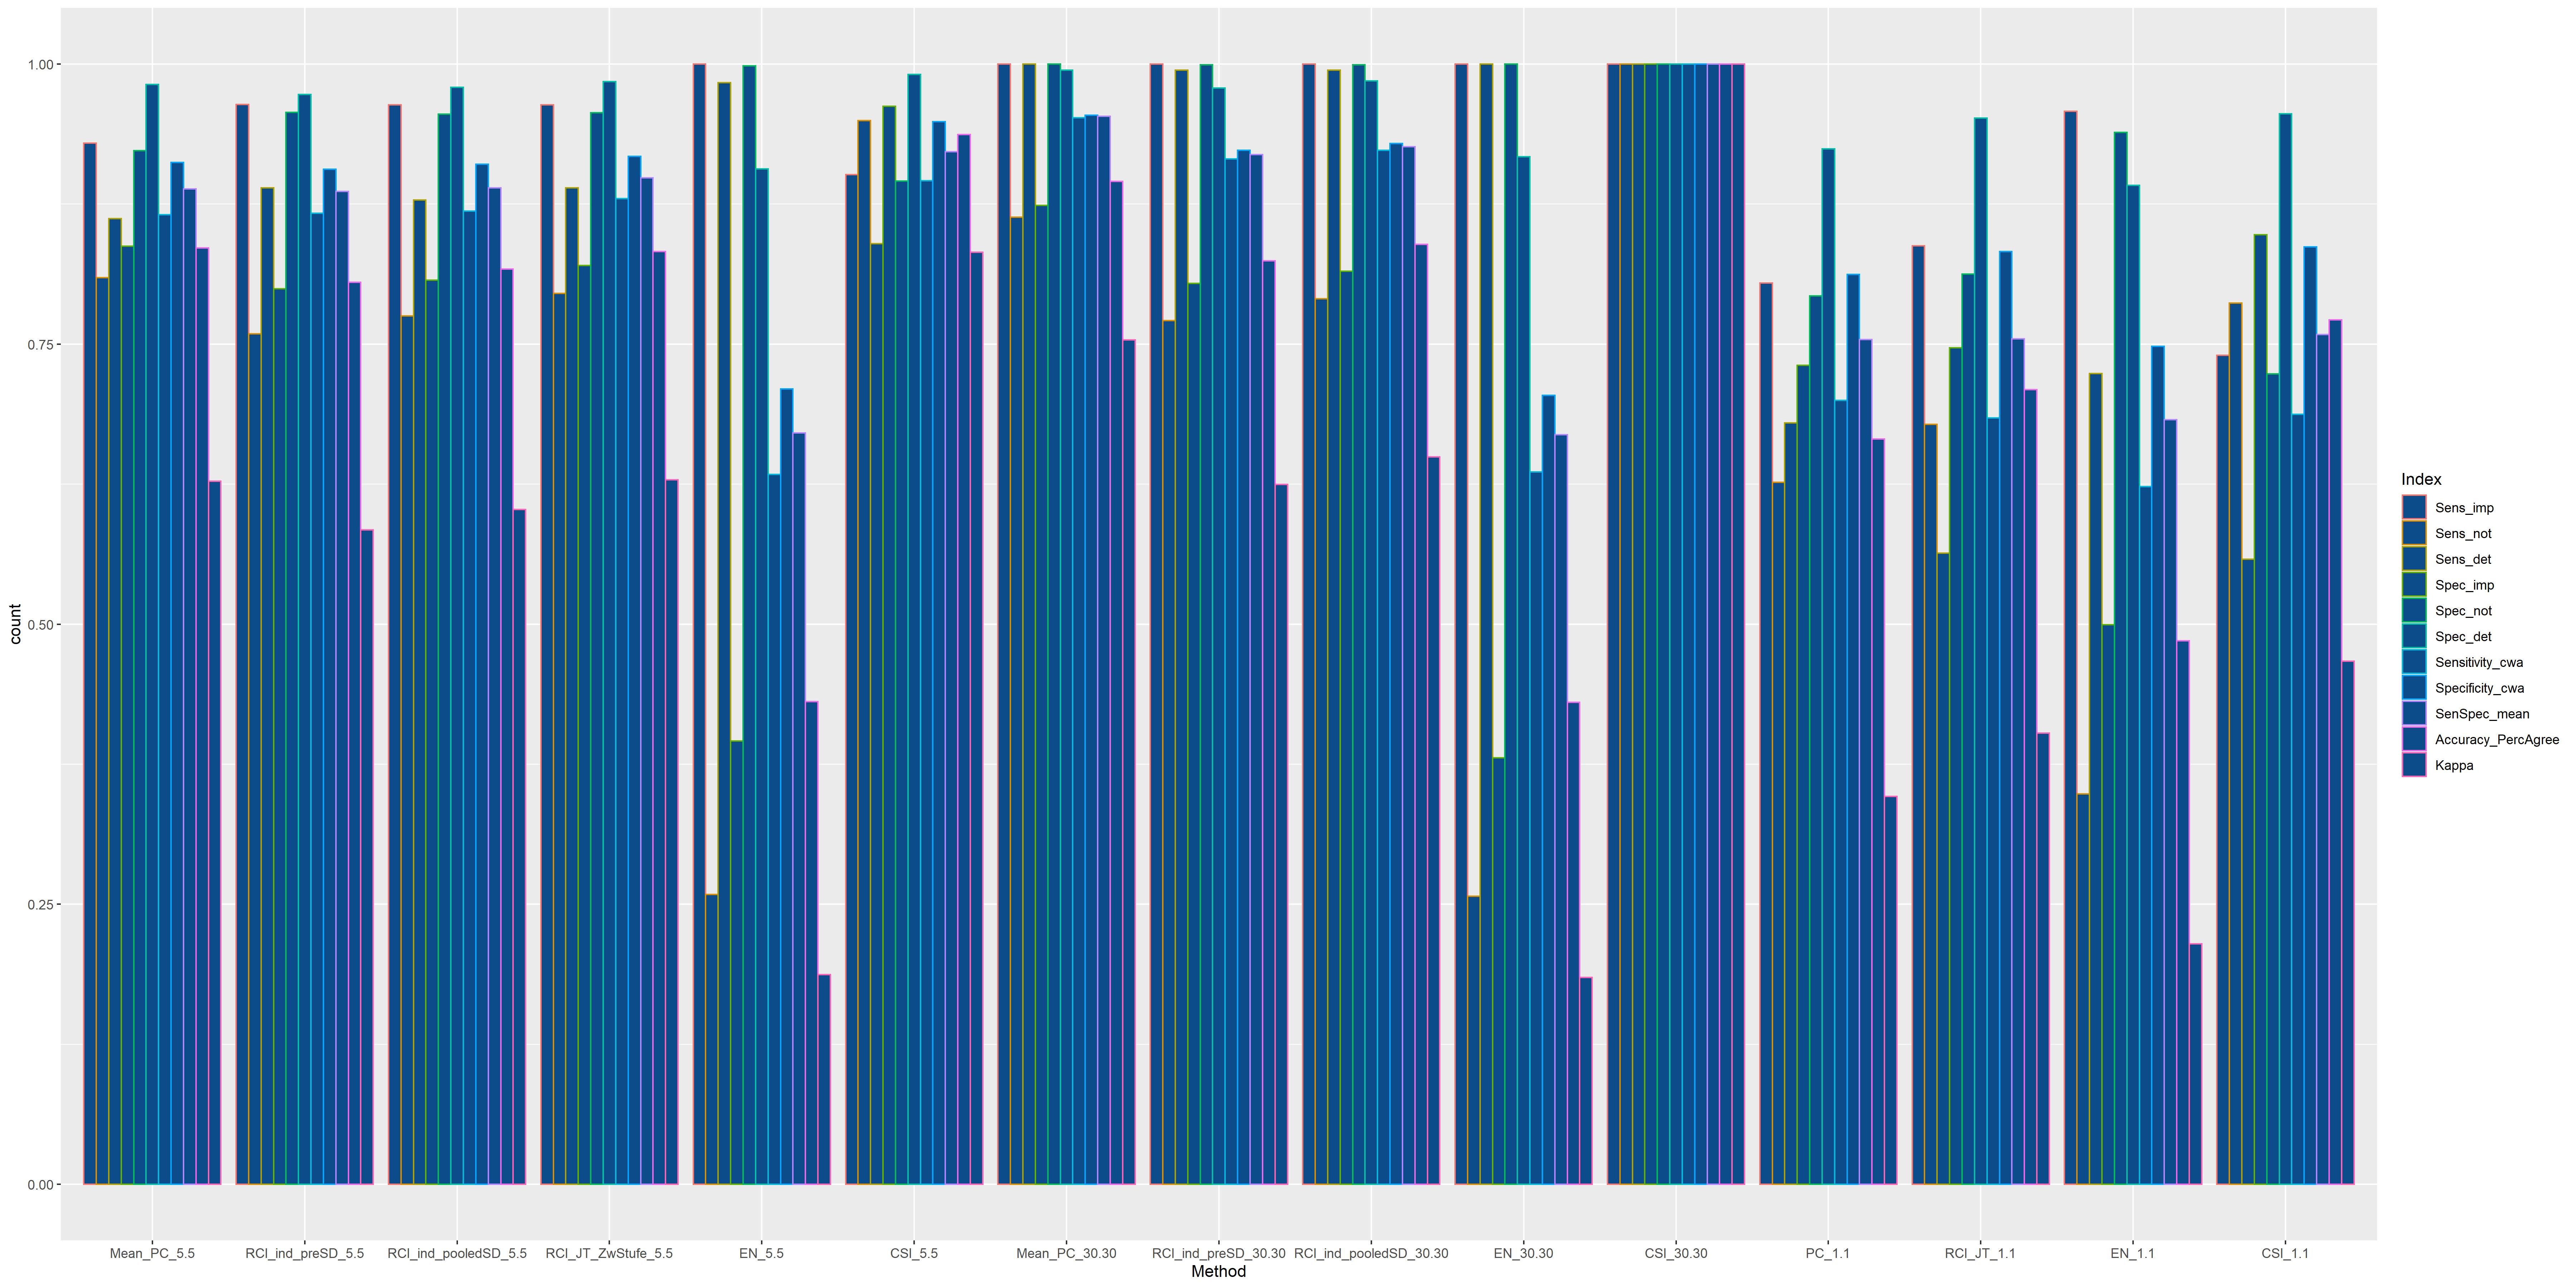 1.00
0.75
0.50
0.25
0.00
count
Mean_PC_5.5
RCI_ind_preSD_5.5
RCI_ind_pooledSD_5.5
RCI_JT_ZwStufe_5.5
EN_5.5
CSI_5.5
Mean_PC_30.30
RCI_ind_preSD_30.30
RCI_ind_pooledSD_30.30
EN_30.30
CSI_30.30
PC_1.1
RCI_JT_1.1
EN_1.1
CSI_1.1
Method
Index
Sens_imp
Sens_not
Sens_det
Spec_imp
Spec_not
Spec_det
Sensitivity_cwa
Specificity_cwa
SenSpec_mean
Accuracy_PercAgree
Kappa